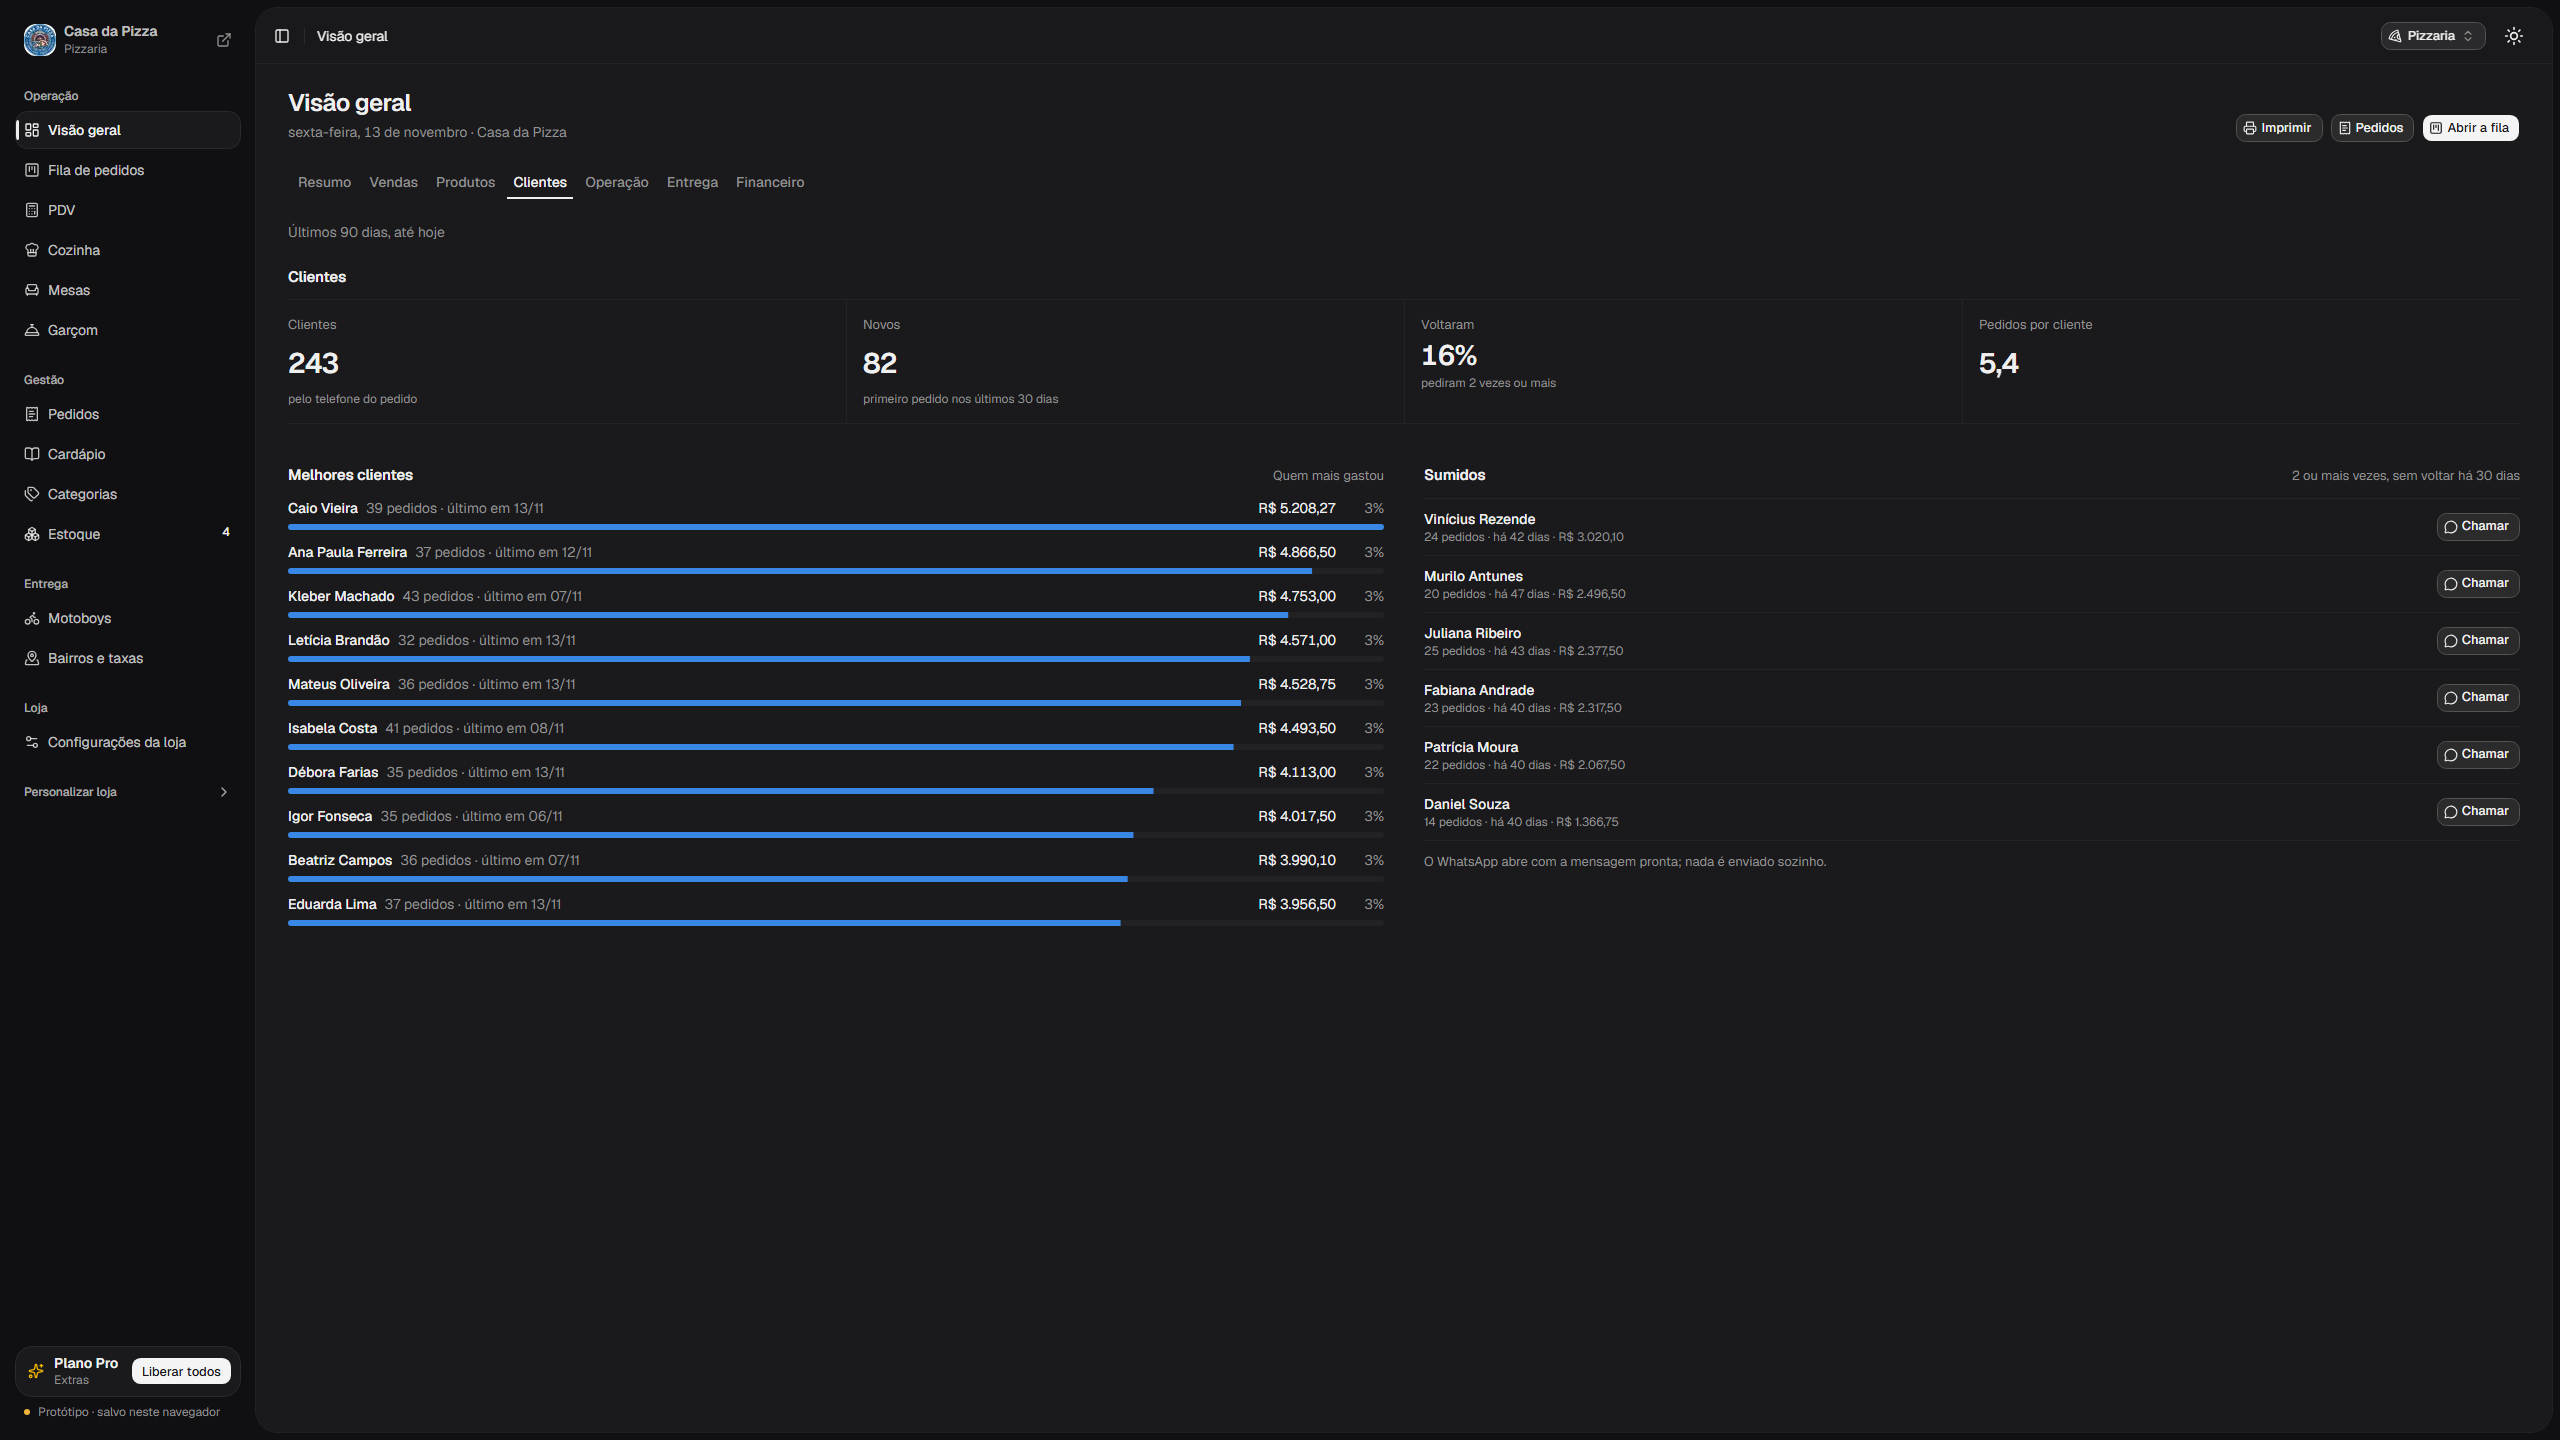 Casa da Pizza
Pizzaria
Operação
Visão geral
Fila de pedidos
PDV
Cozinha
Mesas
Garçom
Gestão
Pedidos
Cardápio
Categorias
Estoque 4
Entrega
Motoboys
Bairros e taxas
Loja
Configurações da loja
Personalizar loja
Plano Pro
Extras
Liberar todos
Protótipo · salvo neste navegador
Visão geral
Pizzaria
Visão geral
sexta-feira, 13 de novembro · Casa da Pizza
Imprimir
Pedidos
Abrir a fila
Resumo Vendas Produtos Clientes Operação Entrega Financeiro
Últimos 90 dias, até hoje
Clientes
Clientes
243
pelo telefone do pedido
Novos
82
primeiro pedido nos últimos 30 dias
Voltaram
16%
pediram 2 vezes ou mais
Pedidos por cliente
5,4
Melhores clientes Quem mais gastou
Caio Vieira 39 pedidos · último em 13/11 R$ 5.208,27 3%
Ana Paula Ferreira 37 pedidos · último em 12/11 R$ 4.866,50 3%
Kleber Machado 43 pedidos · último em 07/11 R$ 4.753,00 3%
Letícia Brandão 32 pedidos · último em 13/11 R$ 4.571,00 3%
Mateus Oliveira 36 pedidos · último em 13/11 R$ 4.528,75 3%
Isabela Costa 41 pedidos · último em 08/11 R$ 4.493,50 3%
Débora Farias 35 pedidos · último em 13/11 R$ 4.113,00 3%
Igor Fonseca 35 pedidos · último em 06/11 R$ 4.017,50 3%
Beatriz Campos 36 pedidos · último em 07/11 R$ 3.990,10 3%
Eduarda Lima 37 pedidos · último em 13/11 R$ 3.956,50 3%
Sumidos 2 ou mais vezes, sem voltar há 30 dias
Vinícius Rezende
24 pedidos · há 42 dias · R$ 3.020,10
Chamar
Murilo Antunes
20 pedidos · há 47 dias · R$ 2.496,50
Chamar
Juliana Ribeiro
25 pedidos · há 43 dias · R$ 2.377,50
Chamar
Fabiana Andrade
23 pedidos · há 40 dias · R$ 2.317,50
Chamar
Patrícia Moura
22 pedidos · há 40 dias · R$ 2.067,50
Chamar
Daniel Souza
14 pedidos · há 40 dias · R$ 1.366,75
Chamar
O WhatsApp abre com a mensagem pronta; nada é enviado sozinho.